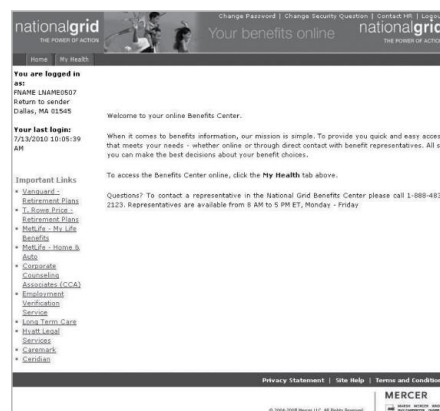 Change Password | Change Security Question | Contact HR | Logout
nationalgrid
THE POWER OF ACTION
Your benefits online
nationalgrid
THE POWER OF ACTION
Home My Health
You are logged in
as:
FNAME LNAME0507
Return to sender
Dallas, MA 01545
Your last login:
7/13/2010 10:05:39
AM
Important Links
Vanguard -
Retirement Plans
T. Rowe Price -
Retirement Plans
MetLife - My Life
Benefits
MetLife - Home &
Auto
Corporate
Counseling
Associates (CCA)
Employment
Verification
Service
Long Term Care
Hyatt Legal
Services
Caremark
Ceridian
Welcome to your online Benefits Center.
When it comes to benefits information, our mission is simple. To provide you quick and easy acces
that meets your needs - whether online or through direct contact with benefit representatives. All s
you can make the best decisions about your benefit choices.
To access the Benefits Center online, click the My Health tab above.
Questions? To contact a representative in the National Grid Benefits Center please call 1-888-483
2123. Representatives are available from 8 AM to 5 PM ET, Monday - Friday
Privacy Statement | Site Help | Terms and Condition
MERCER